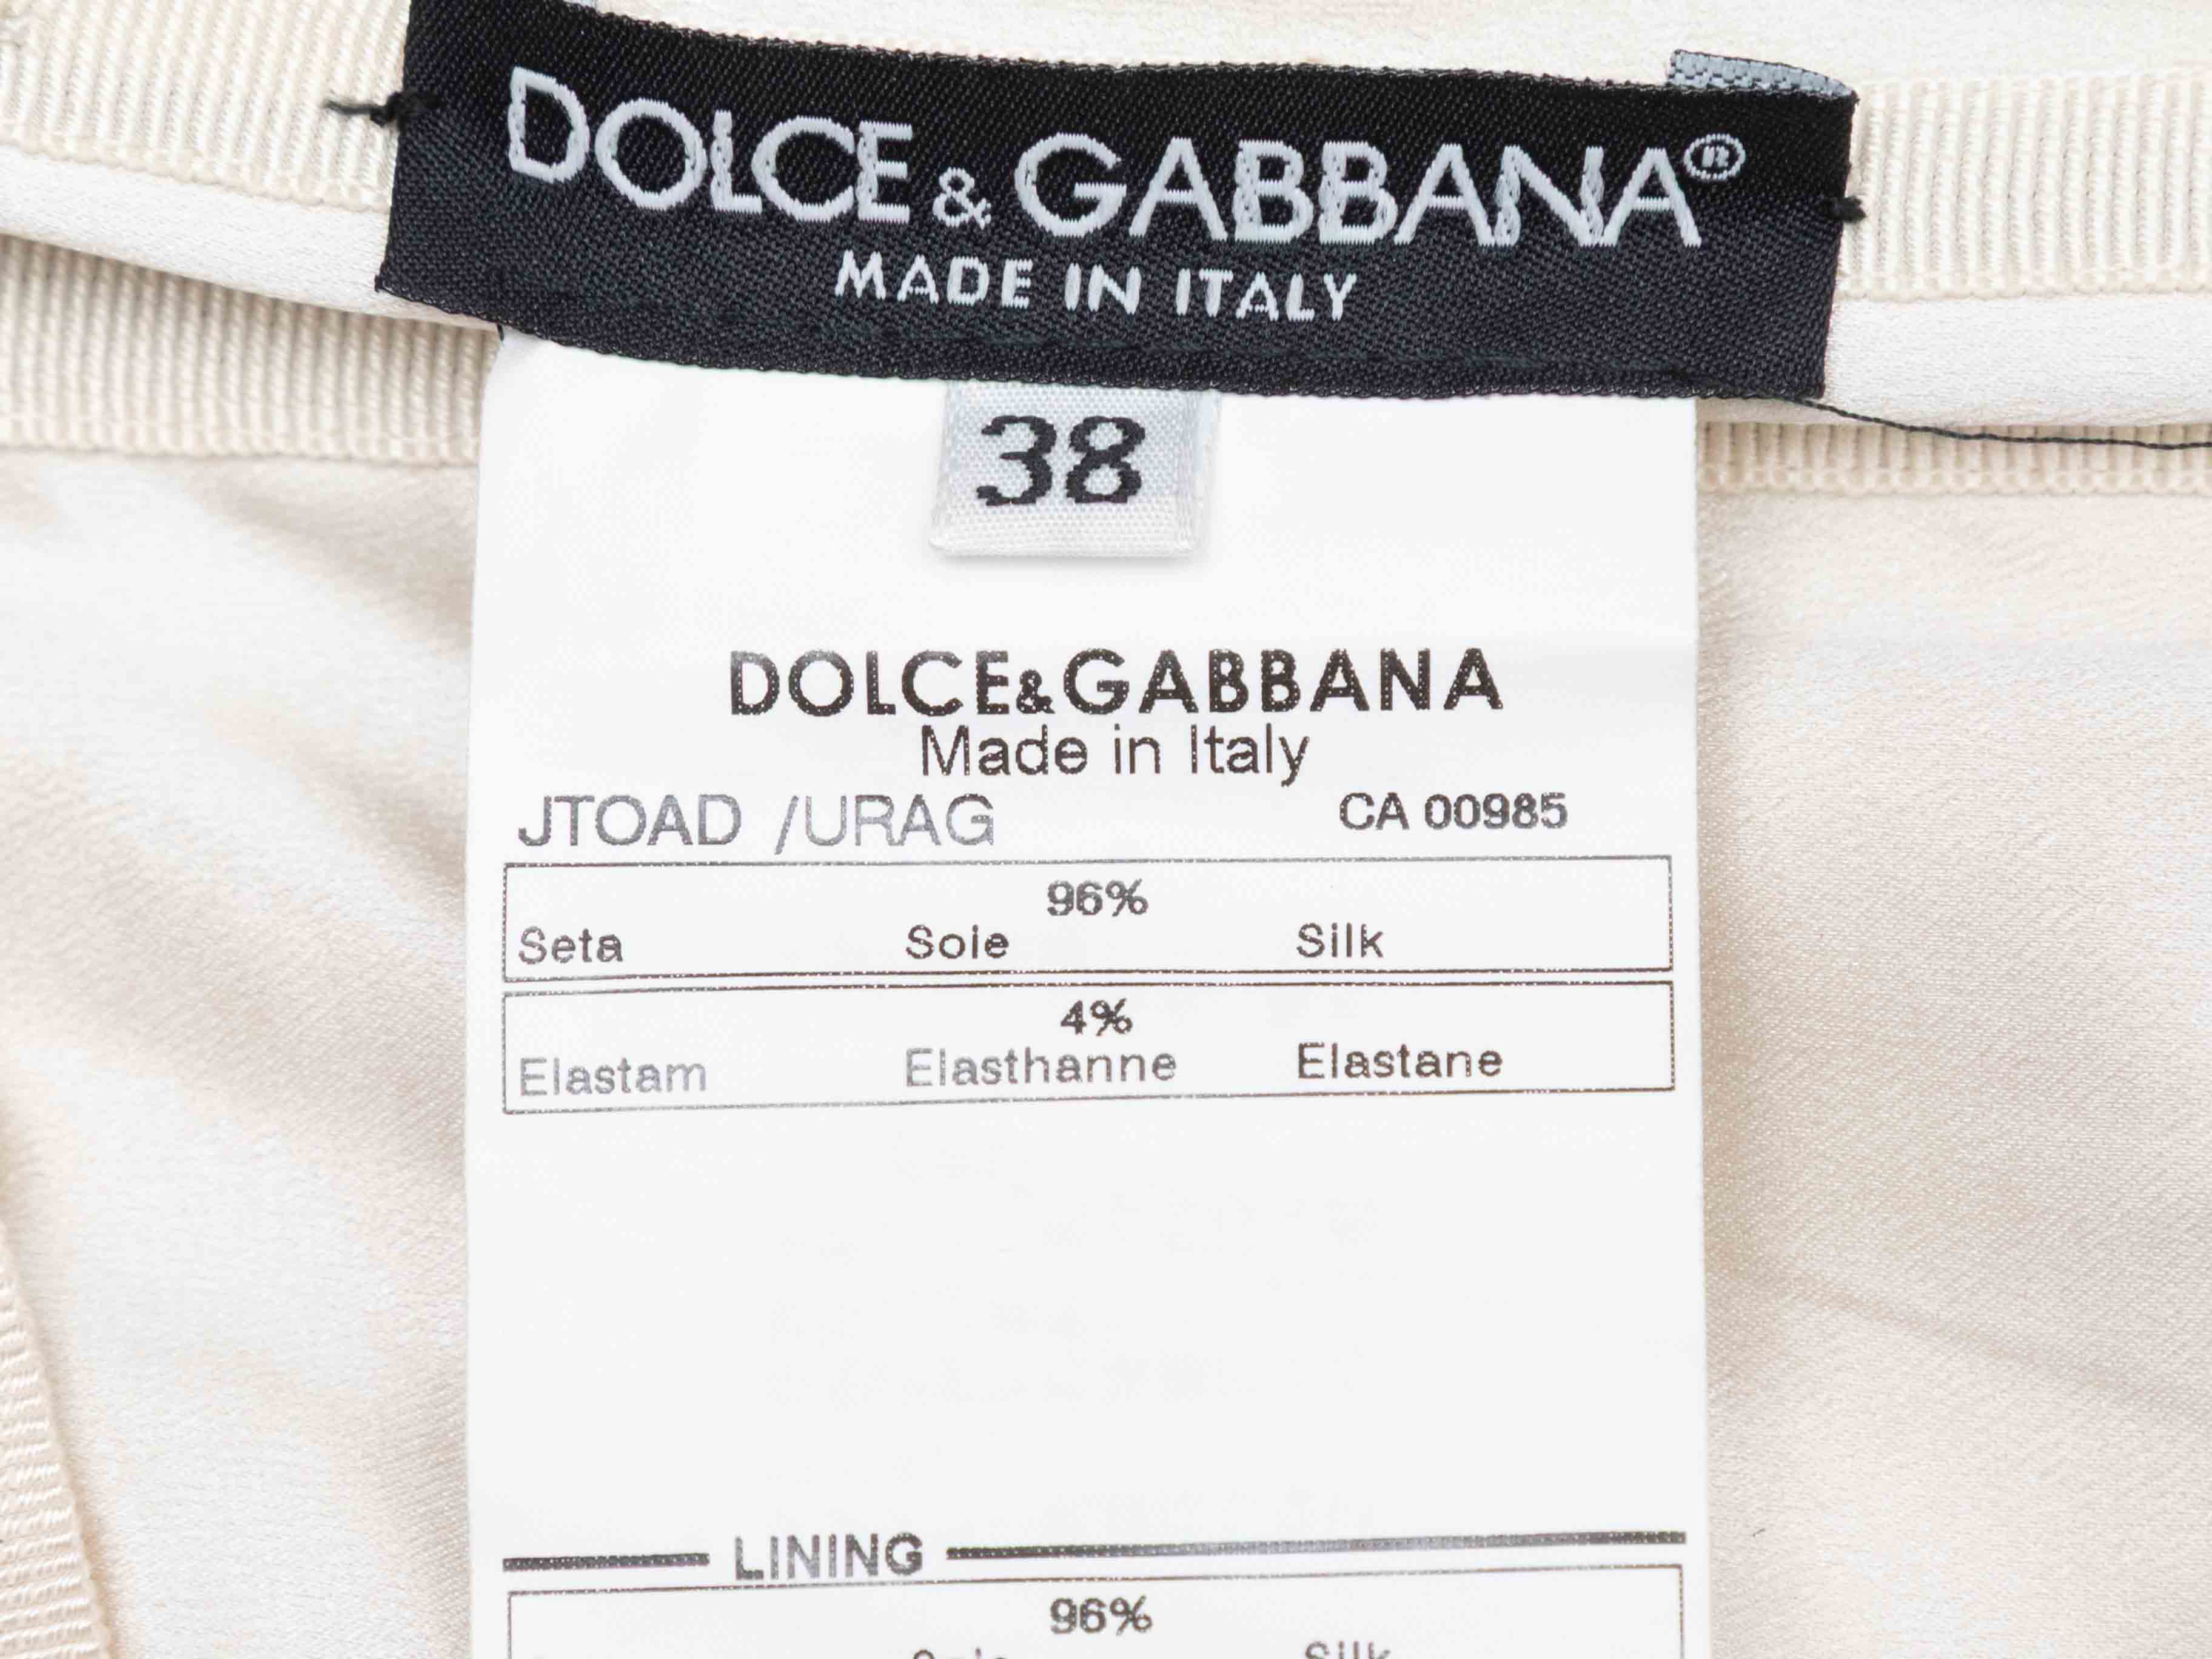 DOLCE & GABBANA®
MADE IN ITALY
38
DOLCE&GABBANA
Made in Italy
JTOAD /URAG CA 00985
96%
Seta Soie Silk
4%
Elastam Elasthanne Elastane
LINING
96%
Silk